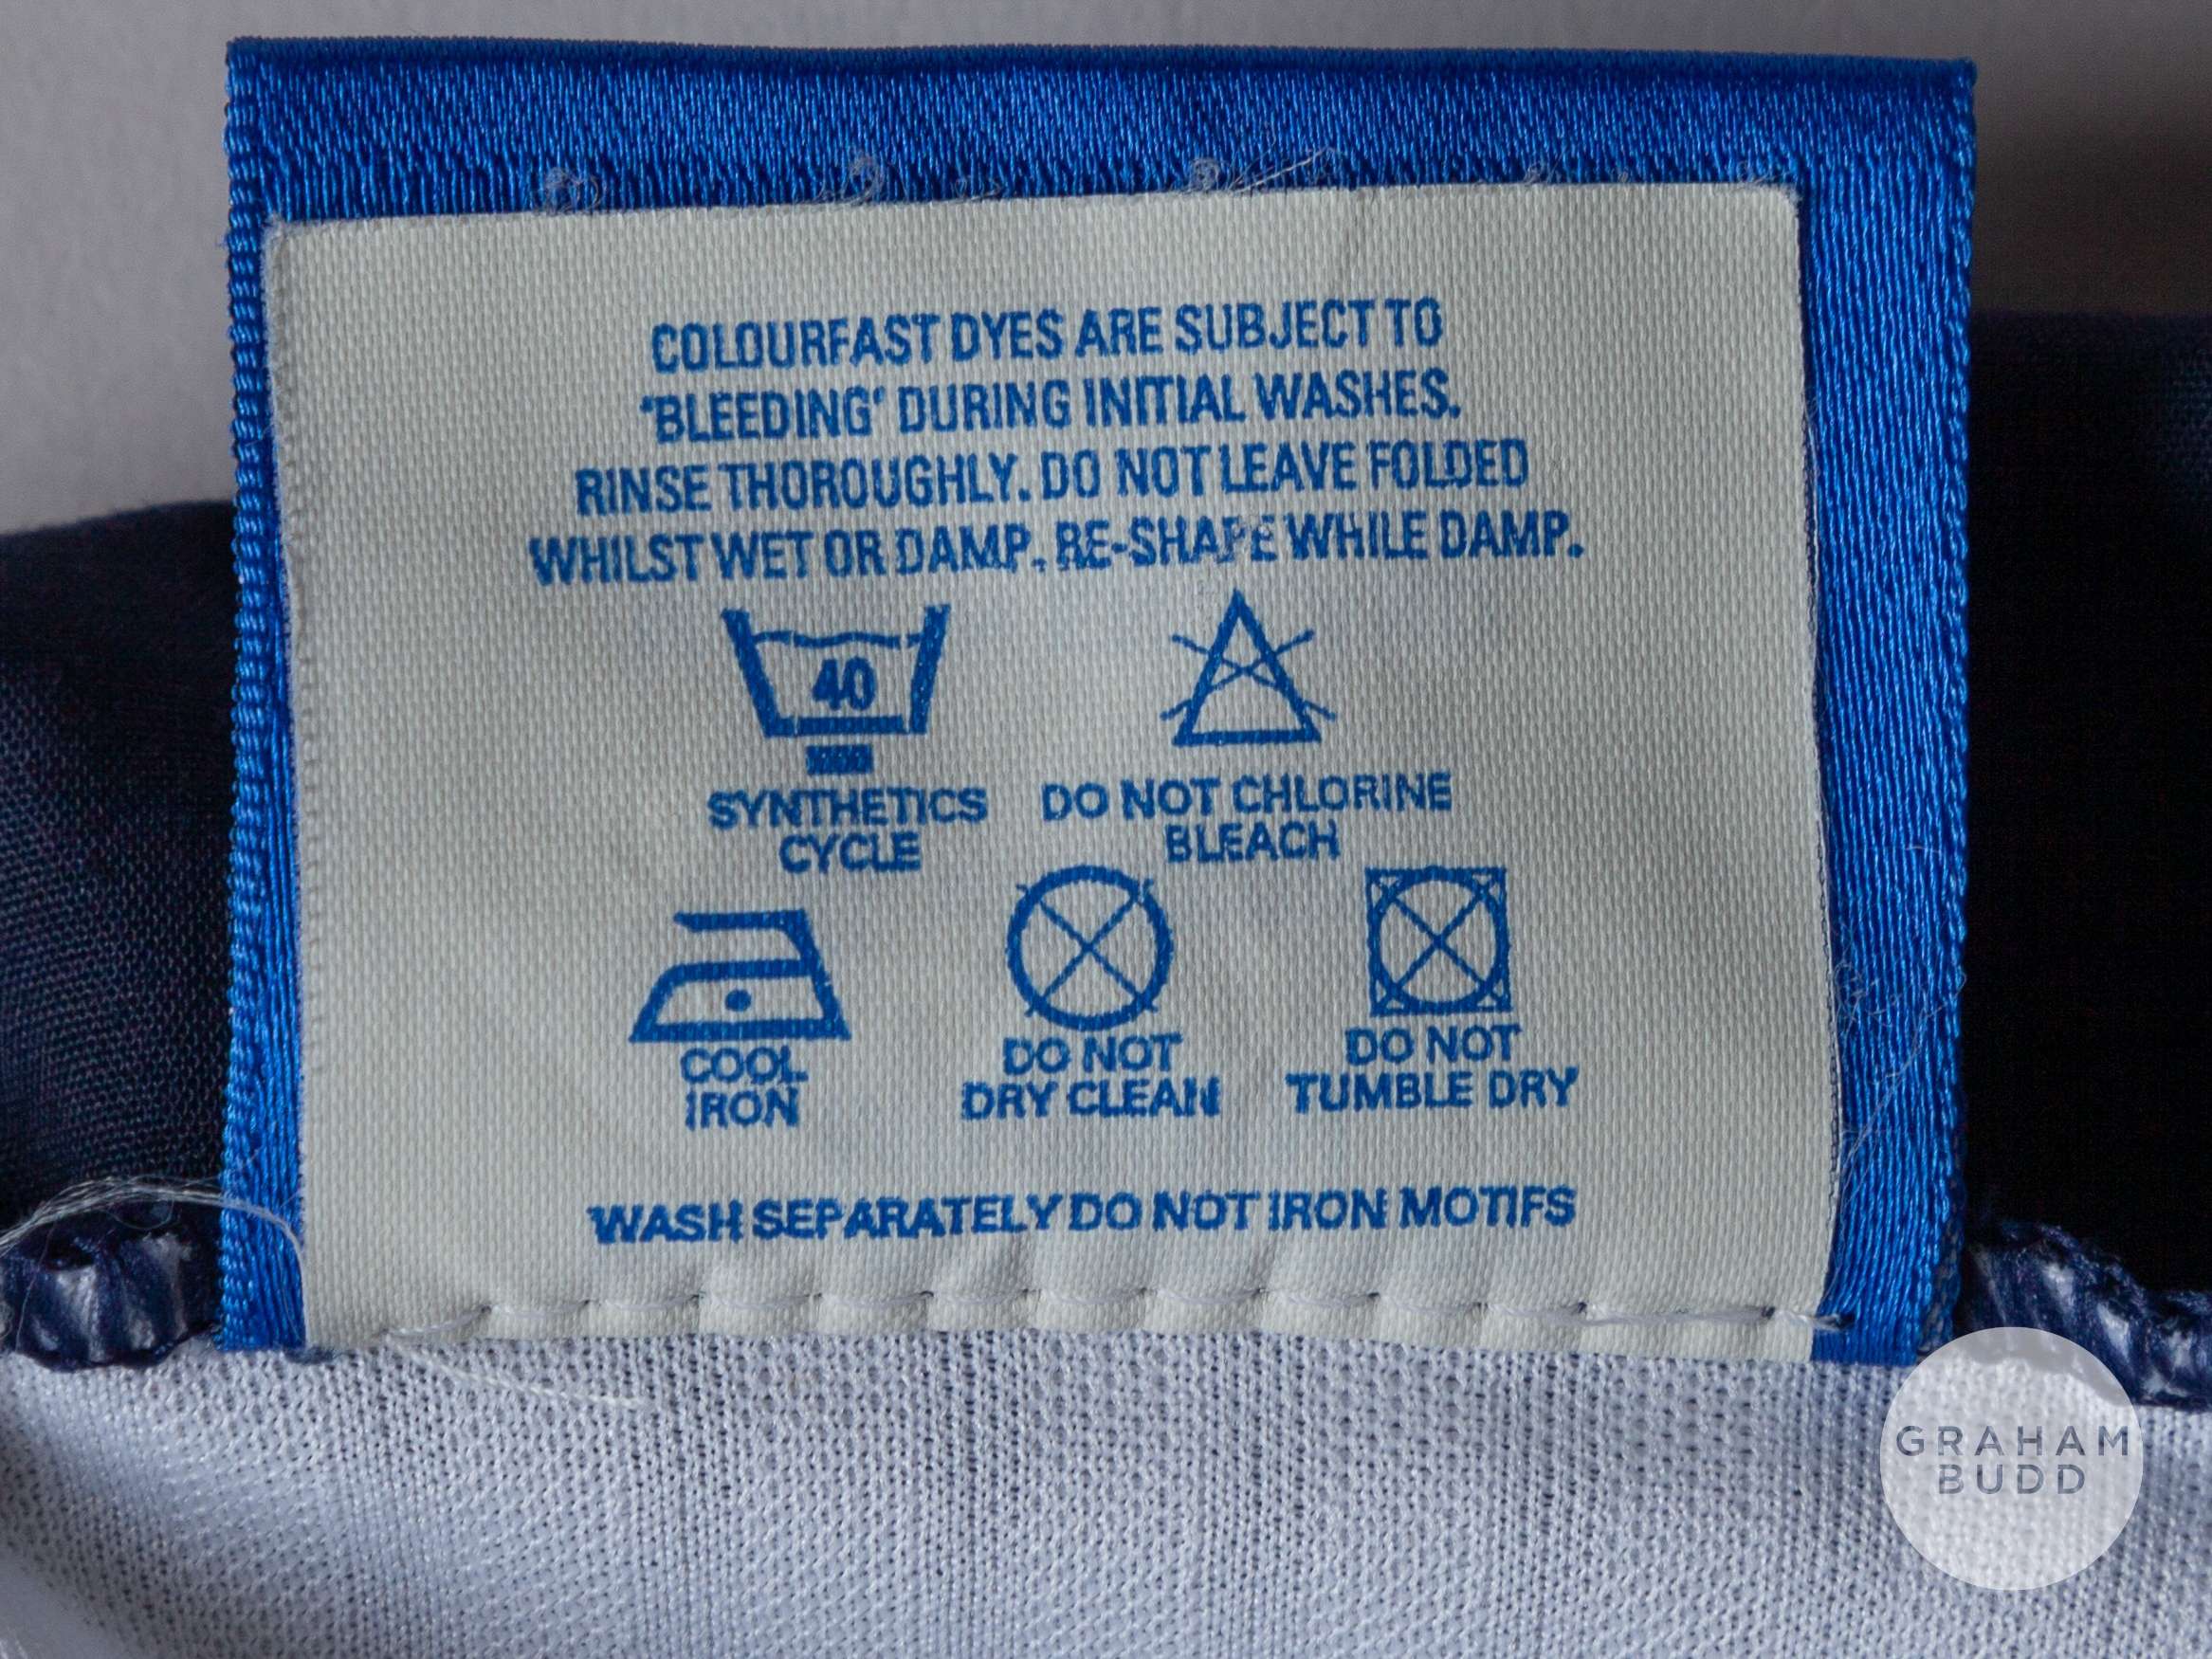 COLOURFAST DYES ARE SUBJECT TO
'BLEEDING' DURING INITIAL WASHES.
RINSE THOROUGHLY. DO NOT LEAVE FOLDED
WHILST WET OR DAMP. RE-SHAPE WHILE DAMP.
40
SYNTHETICS
CYCLE
DO NOT CHLORINE
BLEACH
COOL
IRON
DO NOT
DRY CLEAN
DO NOT
TUMBLE DRY
WASH SEPARATELY DO NOT IRON MOTIFS
GRAHAM
BUDD